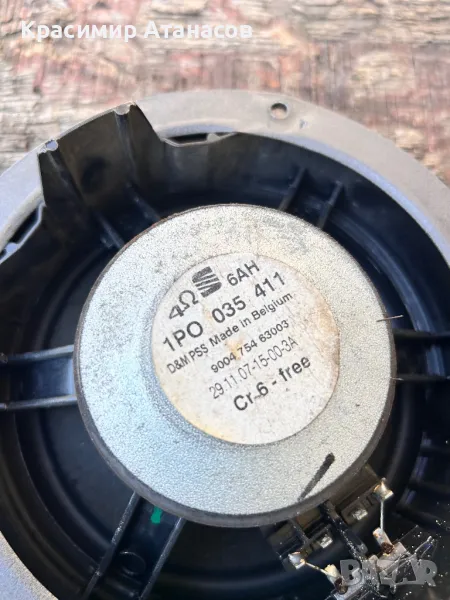 Красимир Атанасов
4Ω 6AH
1PO 035 411
D&M PSS Made in Belgium
9004 754 63003
29.11.07-15-00-3A
Cr-6 - free
BAZAR